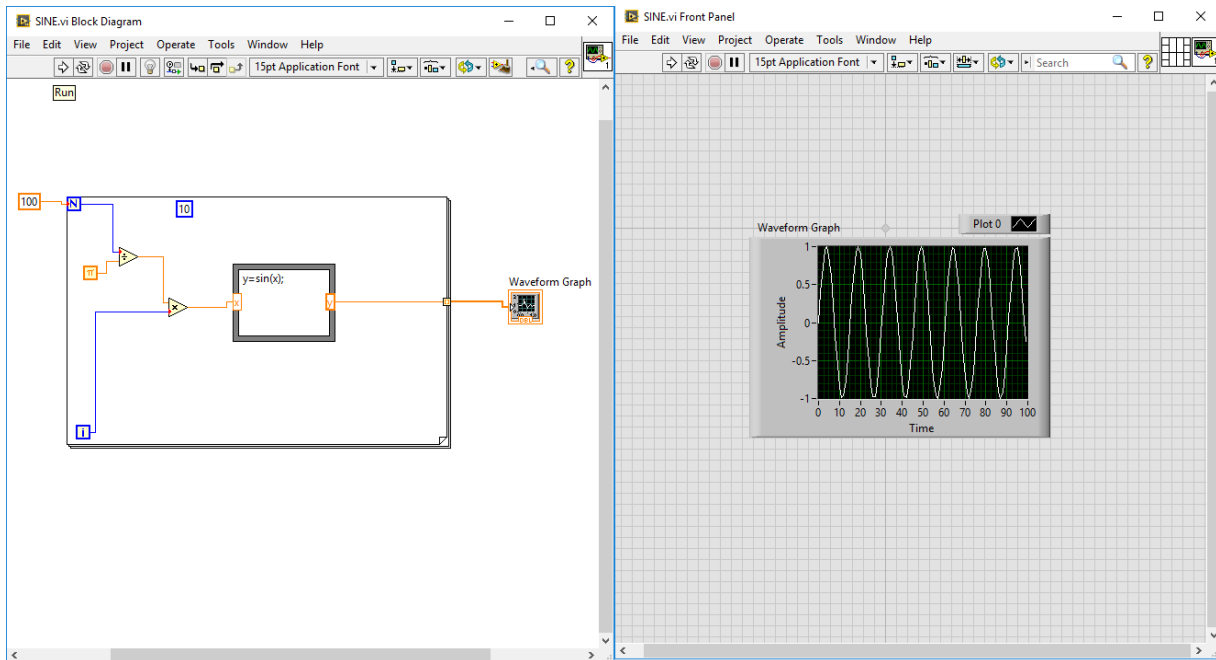 SINE.vi Block Diagram
File Edit View Project Operate Tools Window Help
15pt Application Font
1
Run
100
N
10
÷
π
×
y=sin(x);
x
y
i
Waveform Graph
DBL
SINE.vi Front Panel
File Edit View Project Operate Tools Window Help
15pt Application Font
Search
1
Waveform Graph
Plot 0
1
0.5
0
-0.5
-1
Amplitude
0 10 20 30 40 50 60 70 80 90 100
Time